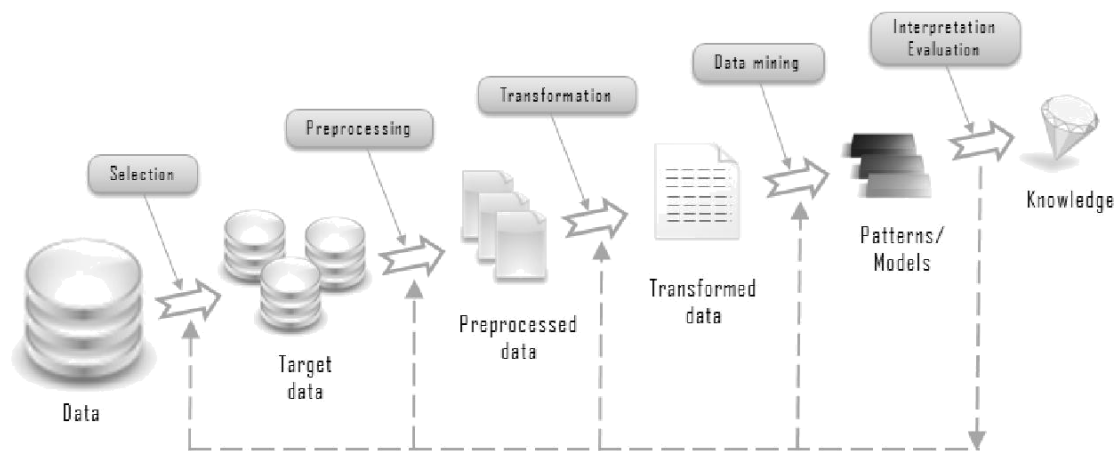 Interpretation
Evaluation
Data mining
Transformation
Preprocessing
Selection
Knowledge
Patterns/
Models
Transformed
data
Preprocessed
data
Target
data
Data